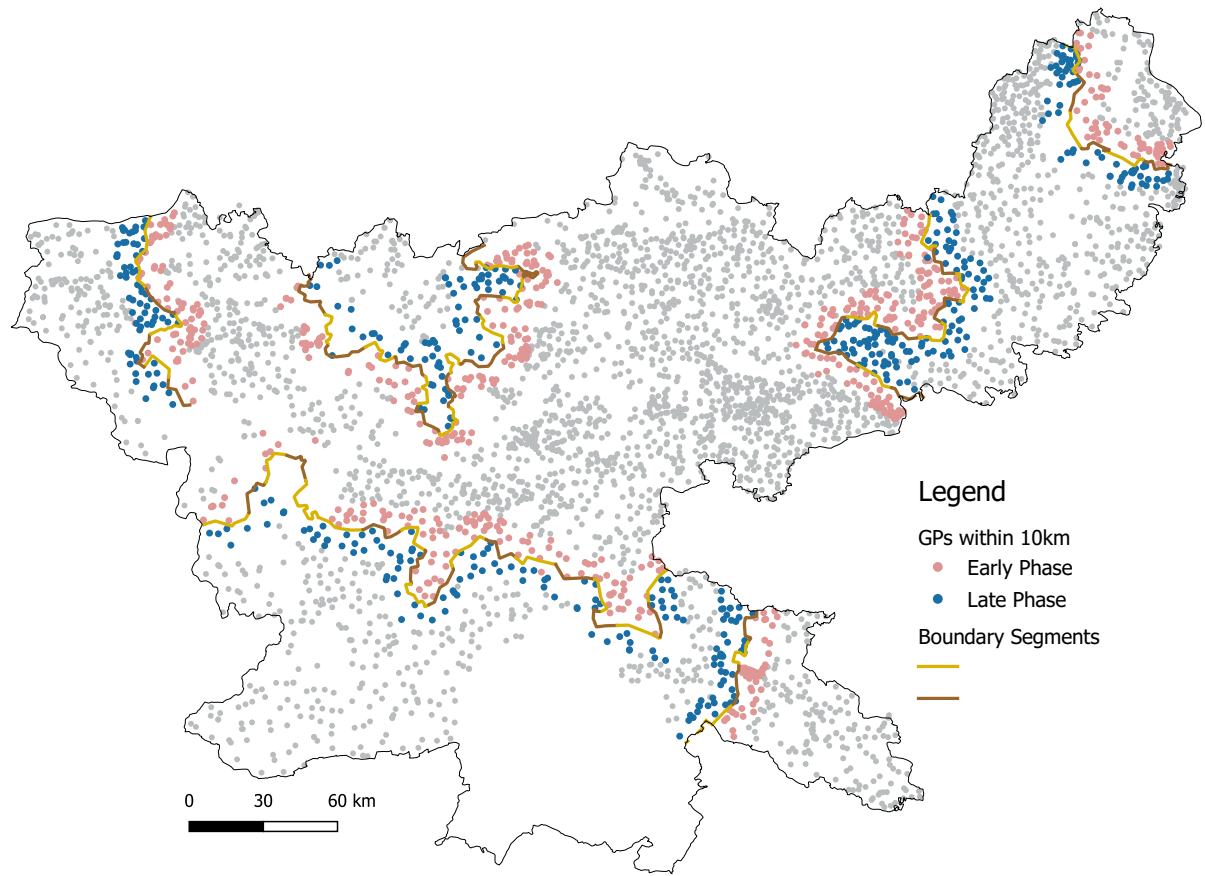 Legend
GPs within 10km
Early Phase
Late Phase
Boundary Segments
0 30 60 km